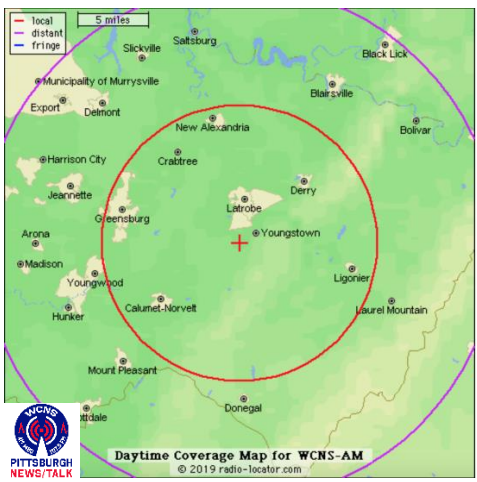 local
distant
fringe
5 miles
Slickville
Saltsburg
Black Lick
Municipality of Murrysville
Export
Delmont
Blairsville
New Alexandria
Bolivar
Crabtree
Harrison City
Jeannette
Derry
Latrobe
Greensburg
Youngstown
Arona
Madison
Youngwood
Ligonier
Hunker
Calumet-Norvelt
Laurel Mountain
Mount Pleasant
Donegal
ottdale
WCNS
PITTSBURGH
NEWS/TALK
Daytime Coverage Map for WCNS-AM
© 2019 radio-locator.com